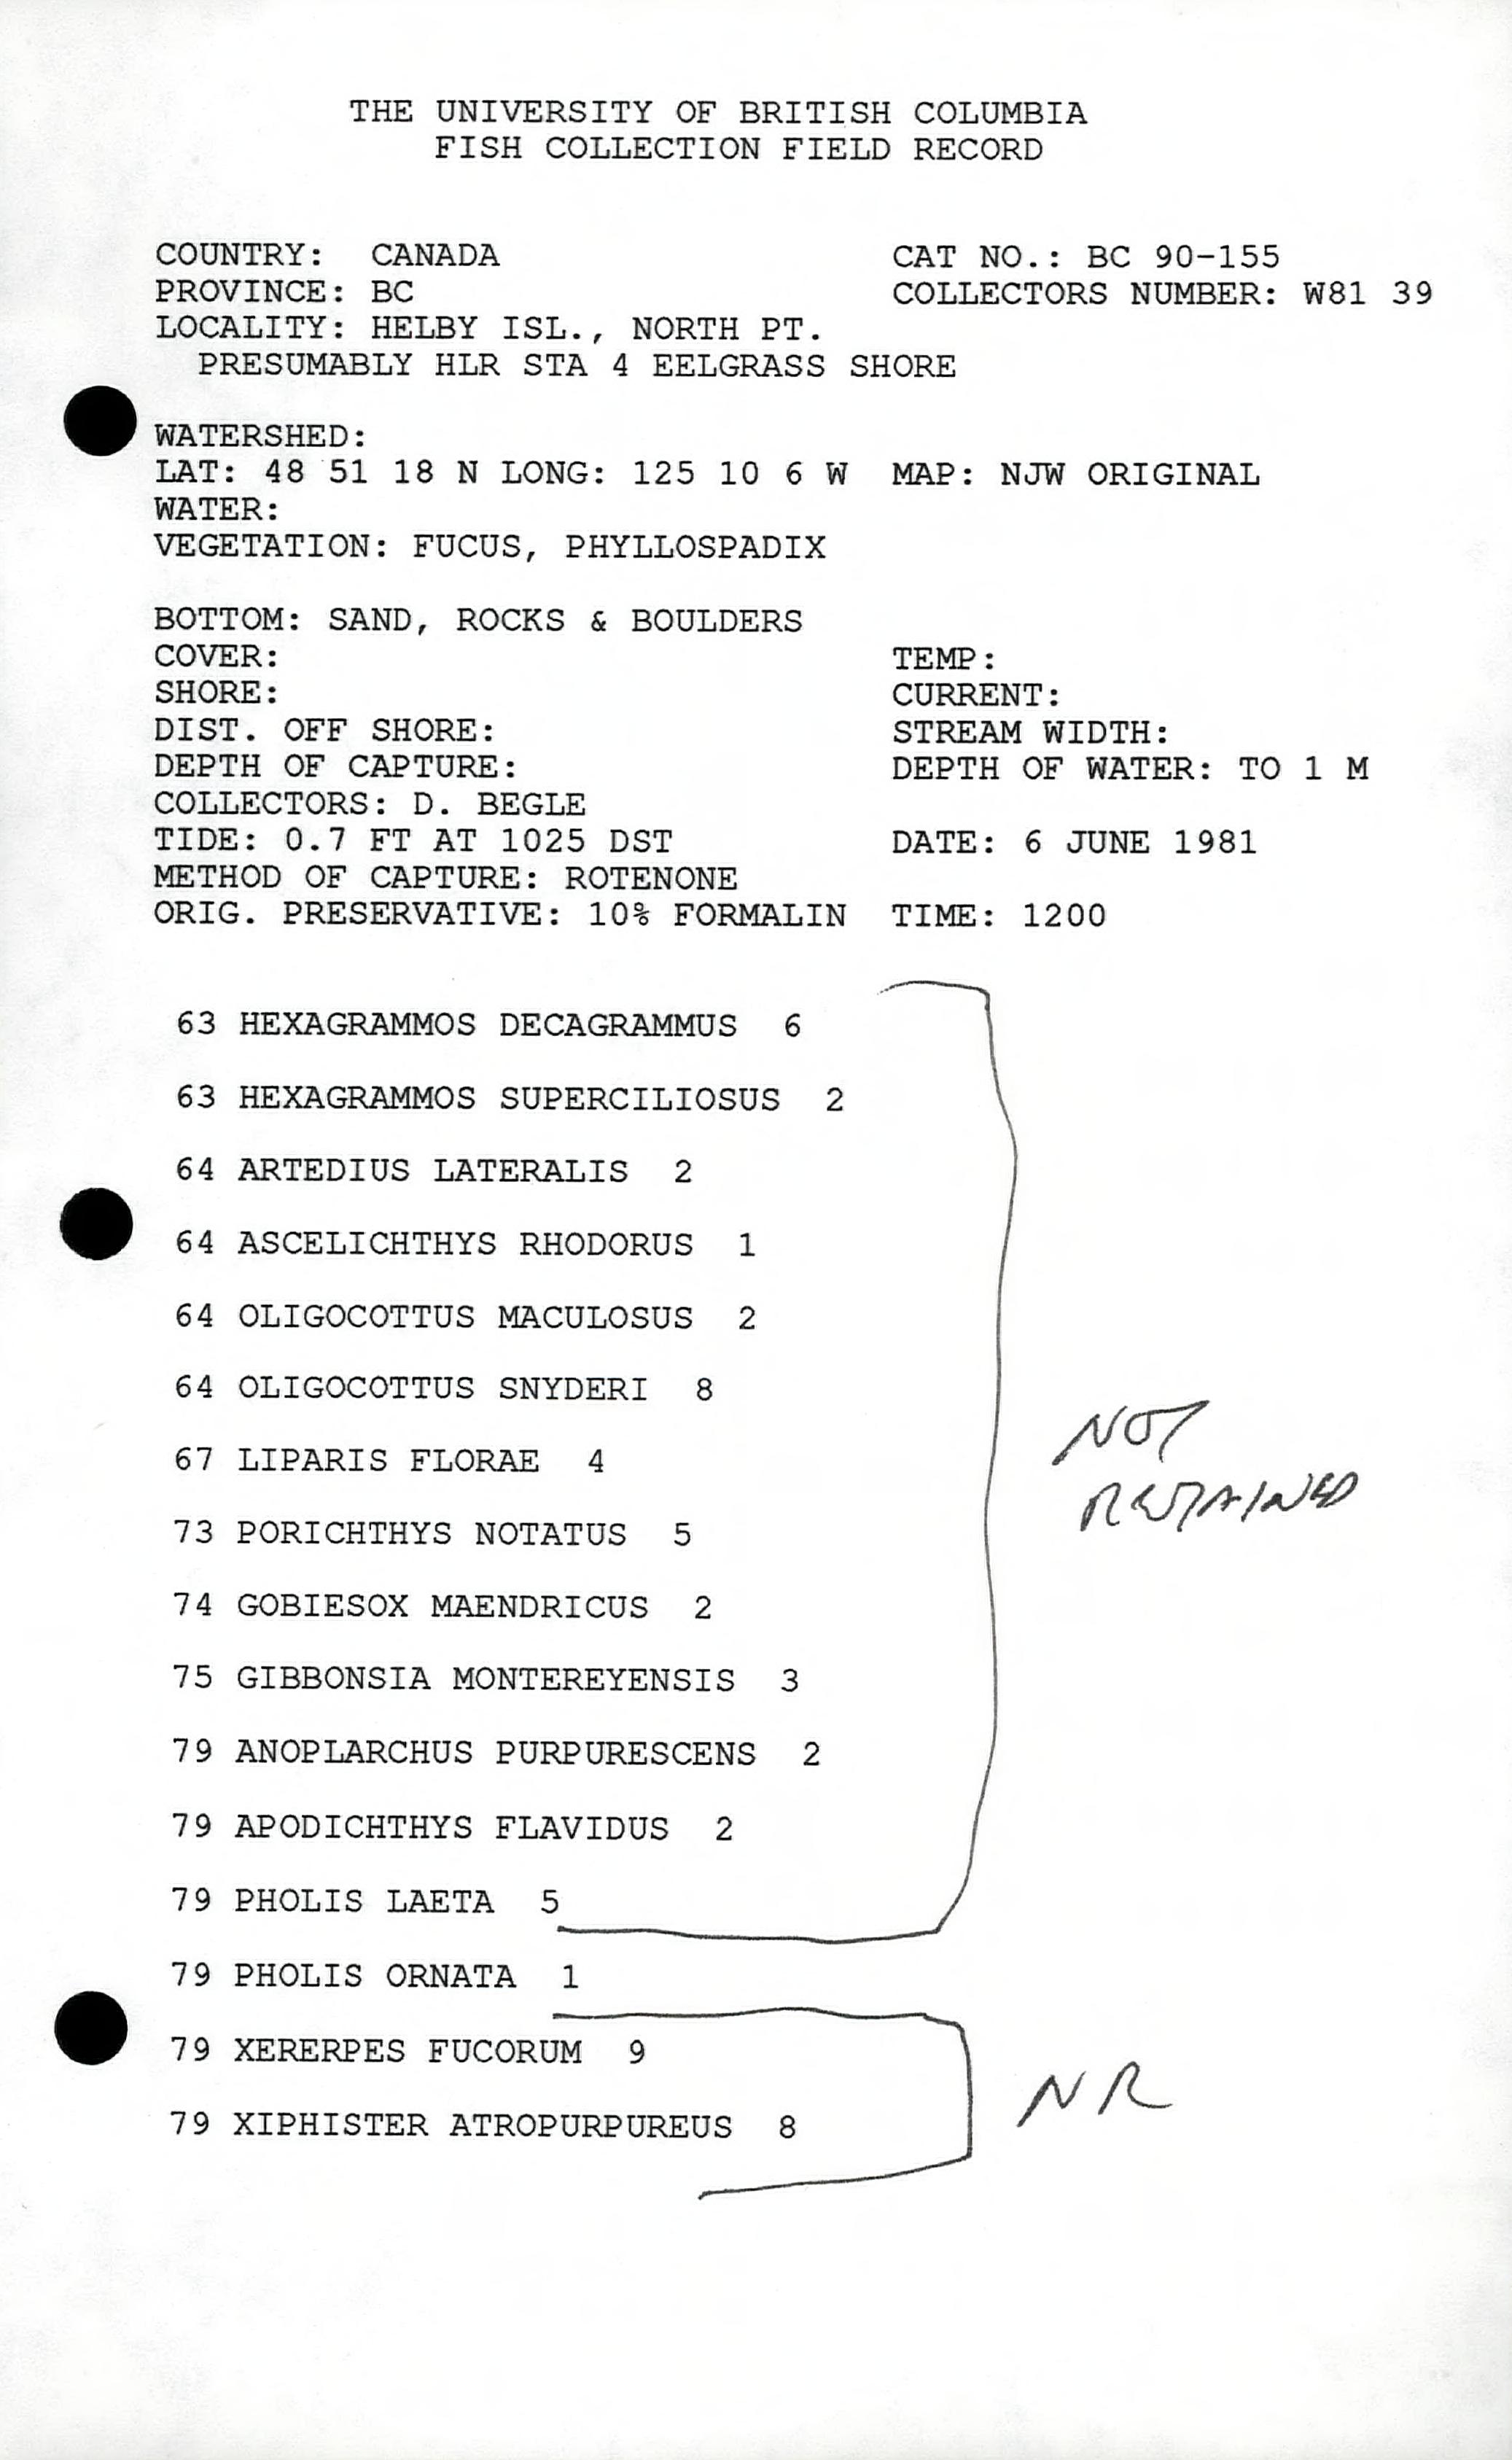 THE UNIVERSITY OF BRITISH COLUMBIA
FISH COLLECTION FIELD RECORD
COUNTRY: CANADA CAT NO.: BC 90-155
PROVINCE: BC COLLECTORS NUMBER: W81 39
LOCALITY: HELBY ISL., NORTH PT.
PRESUMABLY HLR STA 4 EELGRASS SHORE
WATERSHED:
LAT: 48 51 18 N LONG: 125 10 6 W MAP: NJW ORIGINAL
WATER:
VEGETATION: FUCUS, PHYLLOSPADIX
BOTTOM: SAND, ROCKS & BOULDERS
COVER: TEMP:
SHORE: CURRENT:
DIST. OFF SHORE: STREAM WIDTH:
DEPTH OF CAPTURE: DEPTH OF WATER: TO 1 M
COLLECTORS: D. BEGLE
TIDE: 0.7 FT AT 1025 DST DATE: 6 JUNE 1981
METHOD OF CAPTURE: ROTENONE
ORIG. PRESERVATIVE: 10% FORMALIN TIME: 1200
63 HEXAGRAMMOS DECAGRAMMUS 6
63 HEXAGRAMMOS SUPERCILIOSUS 2
64 ARTEDIUS LATERALIS 2
64 ASCELICHTHYS RHODORUS 1
64 OLIGOCOTTUS MACULOSUS 2
64 OLIGOCOTTUS SNYDERI 8
NOT
67 LIPARIS FLORAE 4
RETAINED
73 PORICHTHYS NOTATUS 5
74 GOBIESOX MAENDRICUS 2
75 GIBBONSIA MONTEREYENSIS 3
79 ANOPLARCHUS PURPURESCENS 2
79 APODICHTHYS FLAVIDUS 2
79 PHOLIS LAETA 5
79 PHOLIS ORNATA 1
79 XERERPES FUCORUM 9
NR
79 XIPHISTER ATROPURPUREUS 8